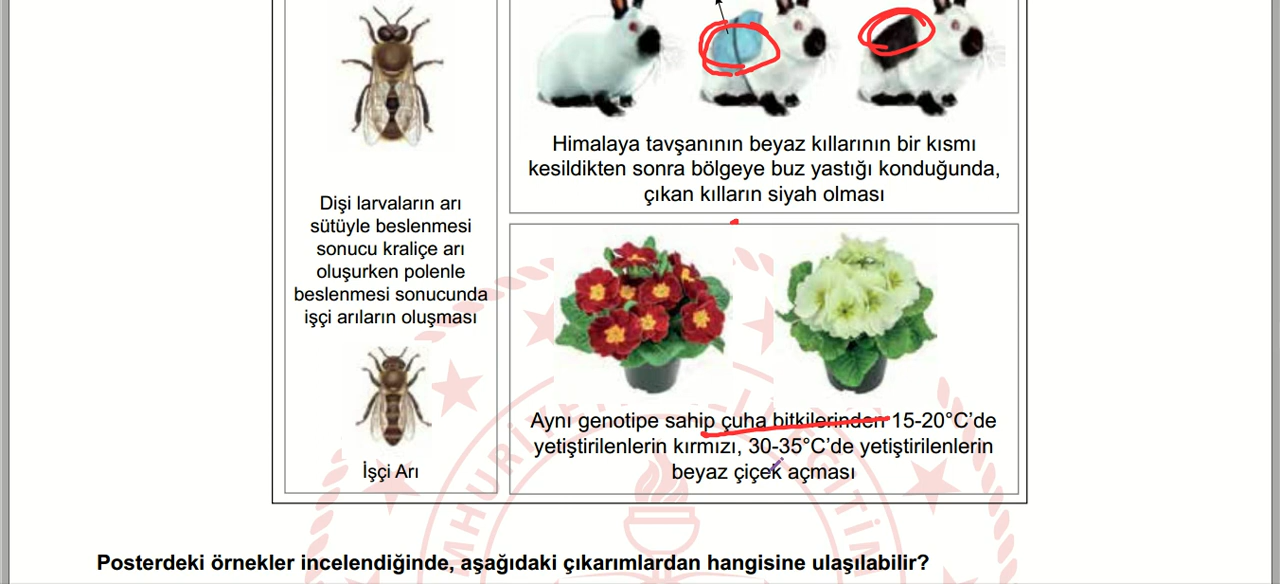 Himalaya tavşanının beyaz kıllarının bir kısmı
kesildikten sonra bölgeye buz yastığı konduğunda,
çıkan kılların siyah olması
Dişi larvaların arı
sütüyle beslenmesi
sonucu kraliçe arı
oluşurken polenle
beslenmesi sonucunda
işçi arıların oluşması
İşçi Arı
Aynı genotipe sahip çuha bitkilerinden 15-20°C'de
yetiştirilenlerin kırmızı, 30-35°C'de yetiştirilenlerin
beyaz çiçek açması
Posterdeki örnekler incelendiğinde, aşağıdaki çıkarımlardan hangisine ulaşılabilir?